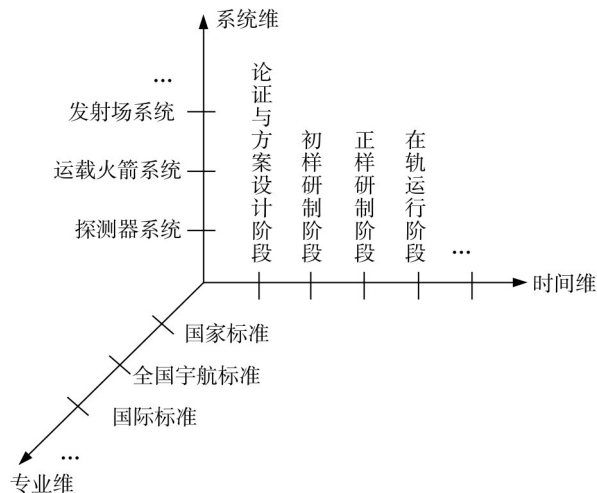 系统维
…
发射场系统
运载火箭系统
探测器系统
论证与方案设计阶段
初样研制阶段
正样研制阶段
在轨运行阶段
…
时间维
国家标准
全国宇航标准
国际标准
…
专业维